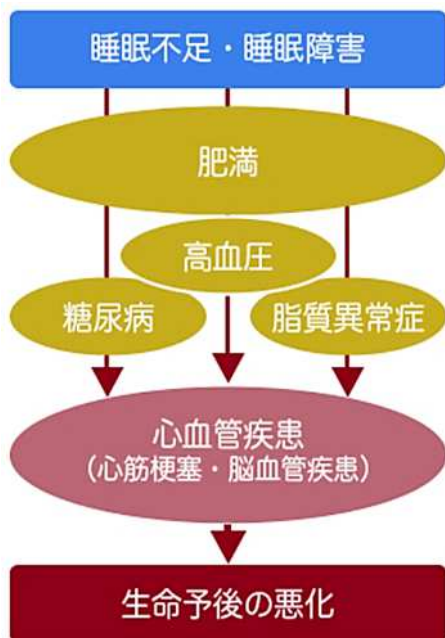 睡眠不足・睡眠障害
肥満
高血圧
糖尿病
脂質異常症
心血管疾患
（心筋梗塞・脳血管疾患）
生命予後の悪化